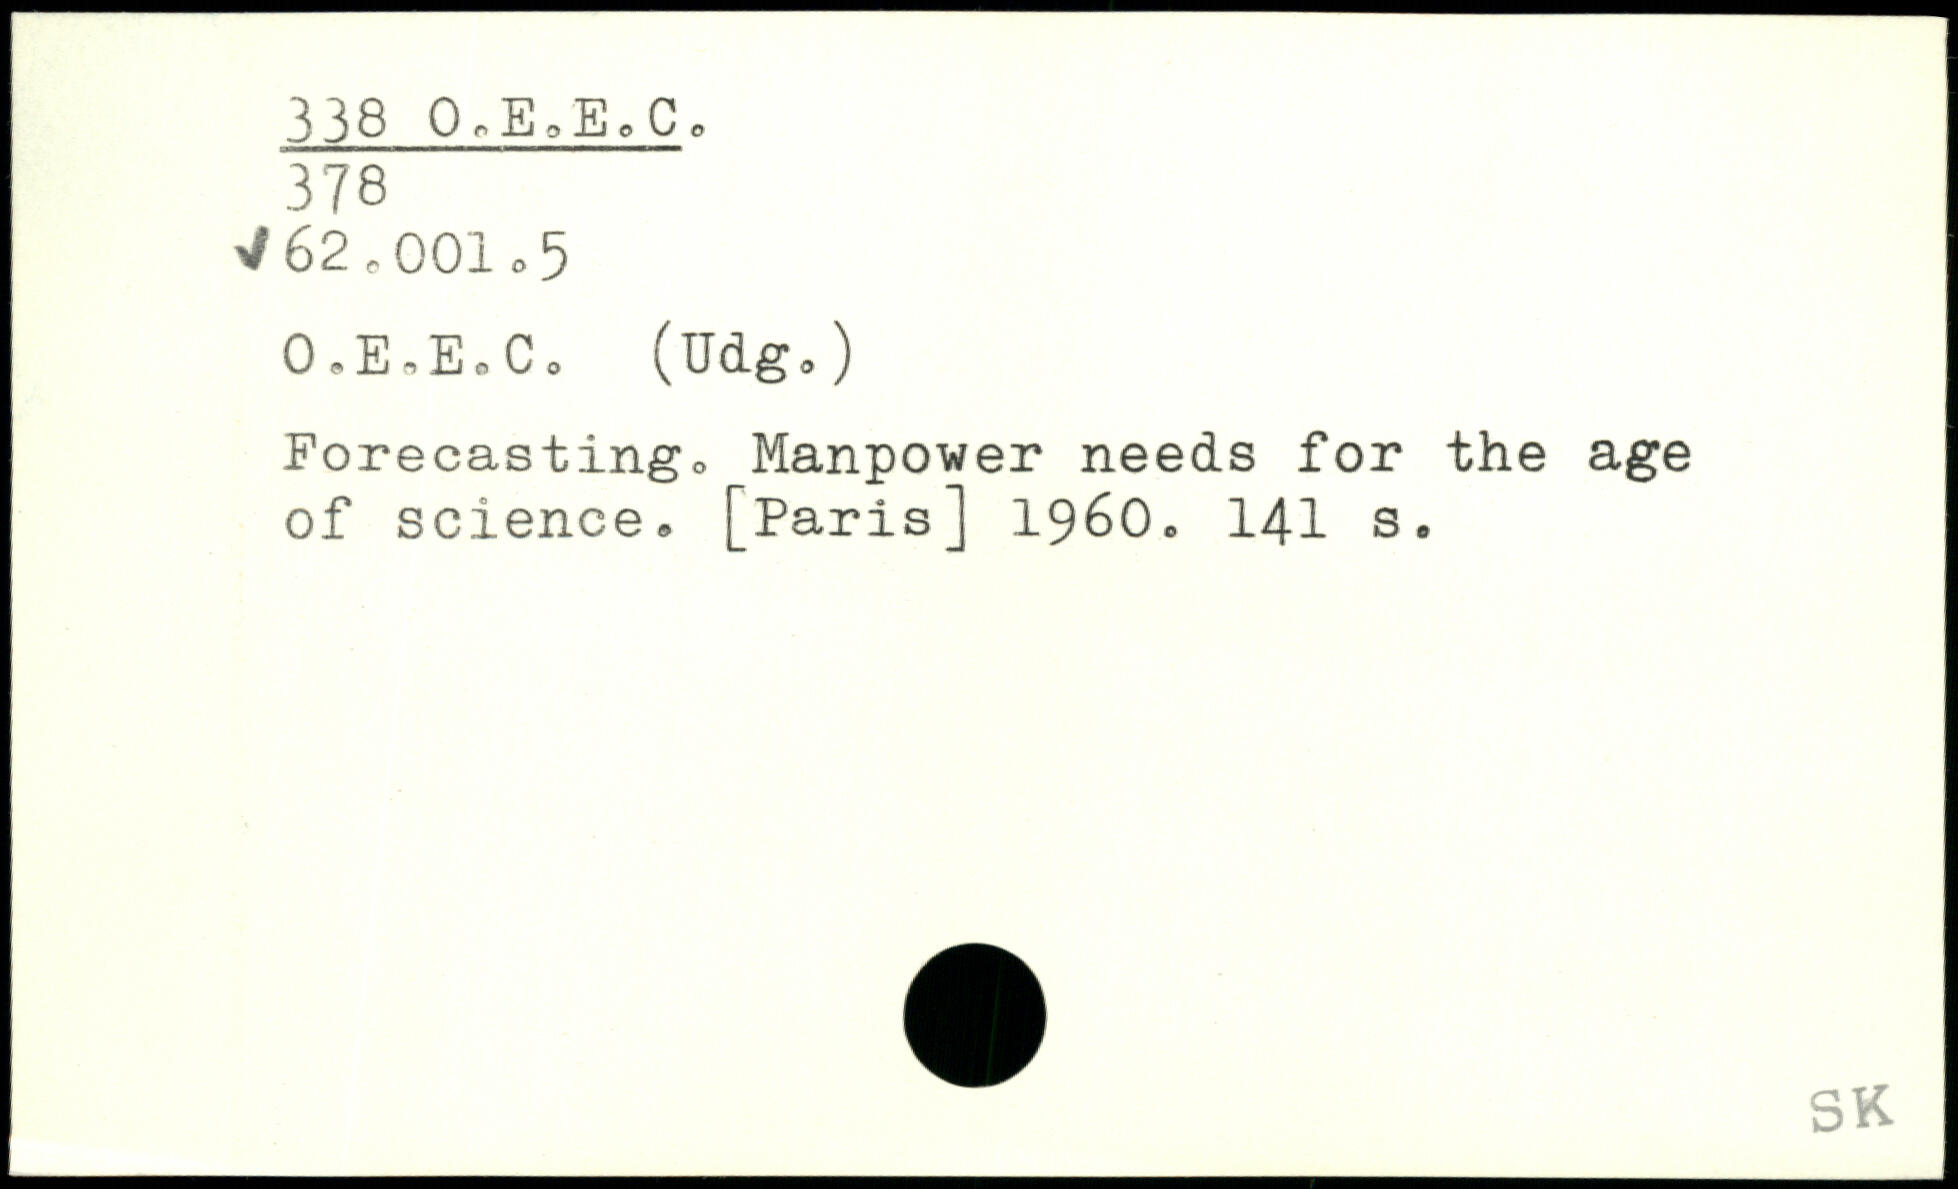 338 O.E.E.C.
378
✓62.001.5
O.E.E.C. (Udg.)
Forecasting. Manpower needs for the age
of science. [Paris] 1960. 141 s.
SK